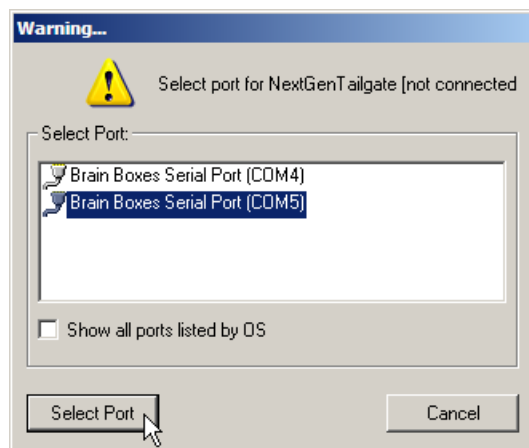 Warning...
Select port for NextGenTailgate [not connected
Select Port:
Brain Boxes Serial Port (COM4)
Brain Boxes Serial Port (COM5)
Show all ports listed by OS
Select Port
Cancel